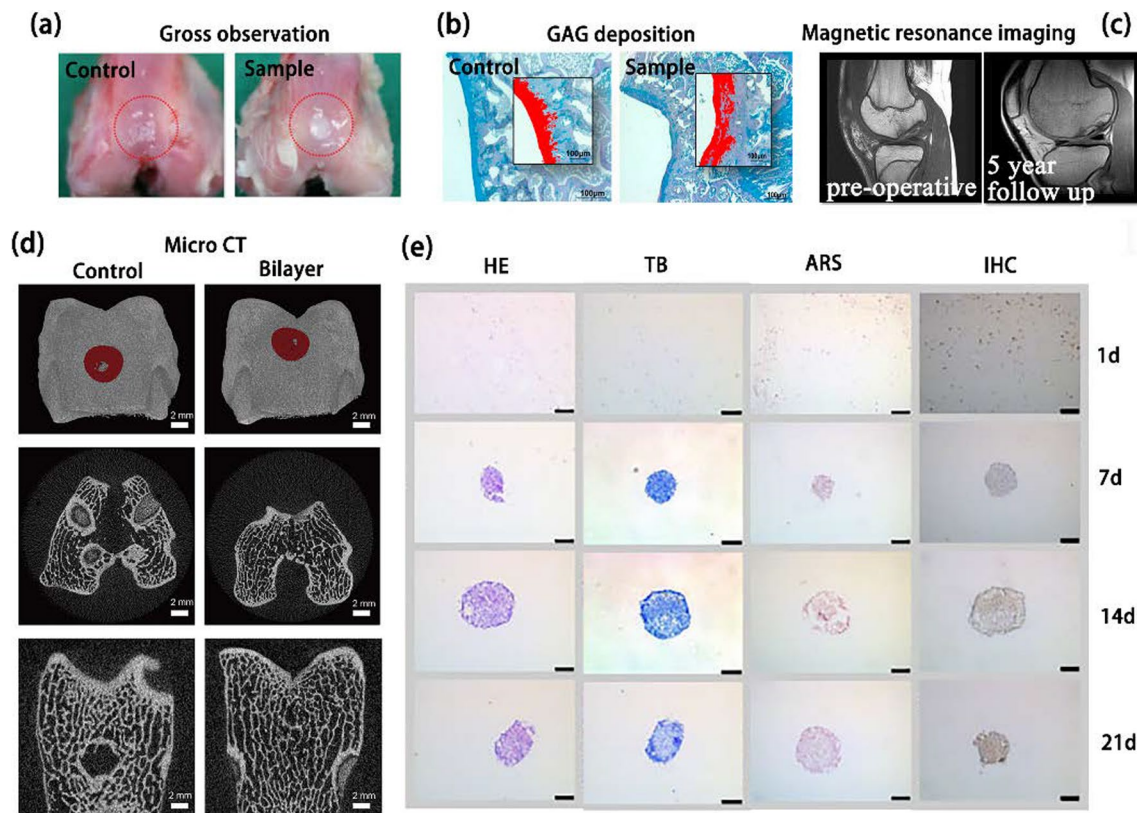 (a)
Gross observation
Control
Sample
(b)
GAG deposition
Control
Sample
100μm
100μm
100μm
100μm
Magnetic resonance imaging
(c)
pre-operative
5 year
follow up
(d)
Micro CT
Control
Bilayer
2 mm
2 mm
2 mm
2 mm
2 mm
2 mm
(e)
HE
TB
ARS
IHC
1d
7d
14d
21d